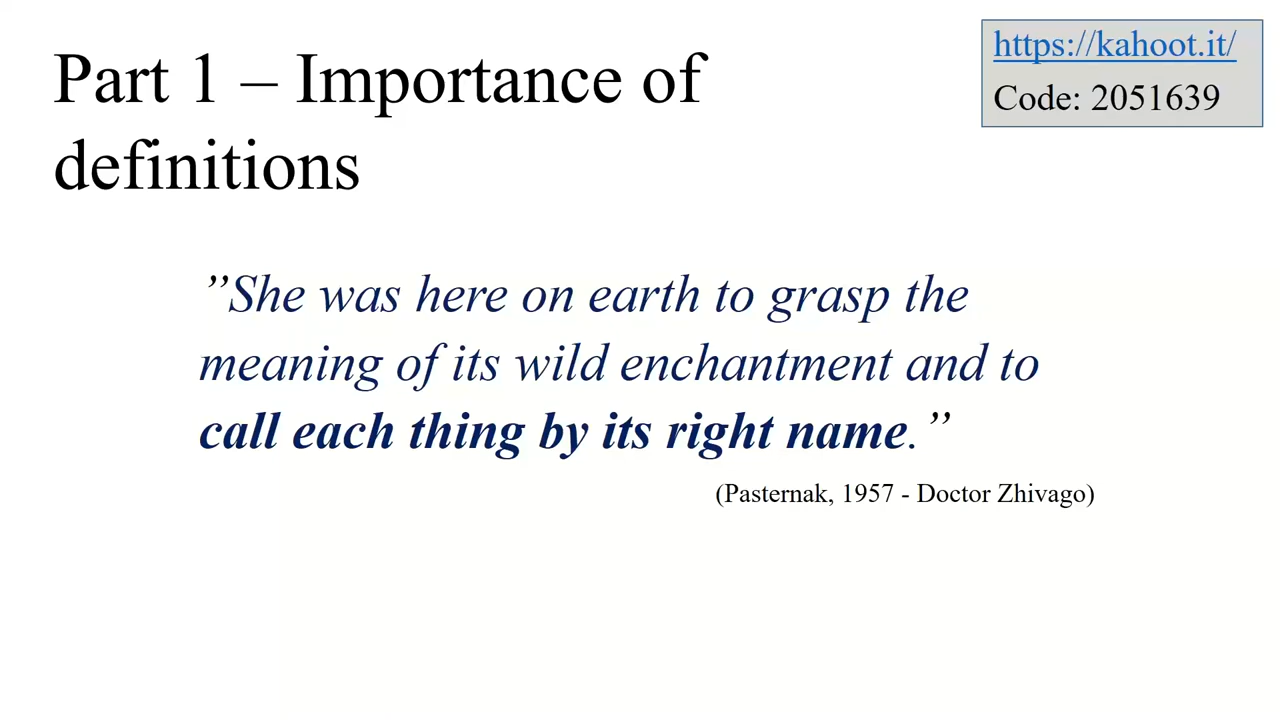 Part 1 – Importance of
definitions
https://kahoot.it/
Code: 2051639
”She was here on earth to grasp the
meaning of its wild enchantment and to
call each thing by its right name.”
(Pasternak, 1957 - Doctor Zhivago)